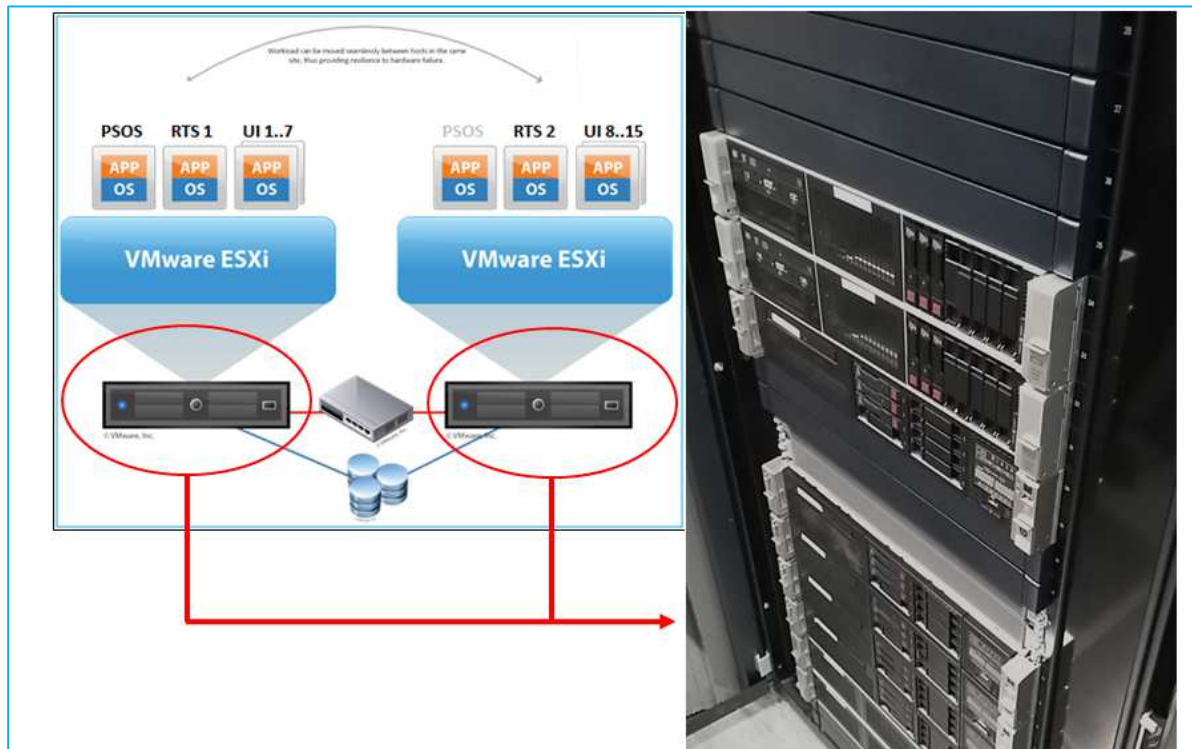 Workload can be moved seamlessly between hosts in the same
site, thus providing resilience to hardware failure.
PSOS RTS 1 UI 1..7
PSOS RTS 2 UI 8..15
APP APP APP
OS OS OS
APP APP APP
OS OS OS
VMware ESXi
VMware ESXi
© VMware, Inc.
© VMware, Inc.